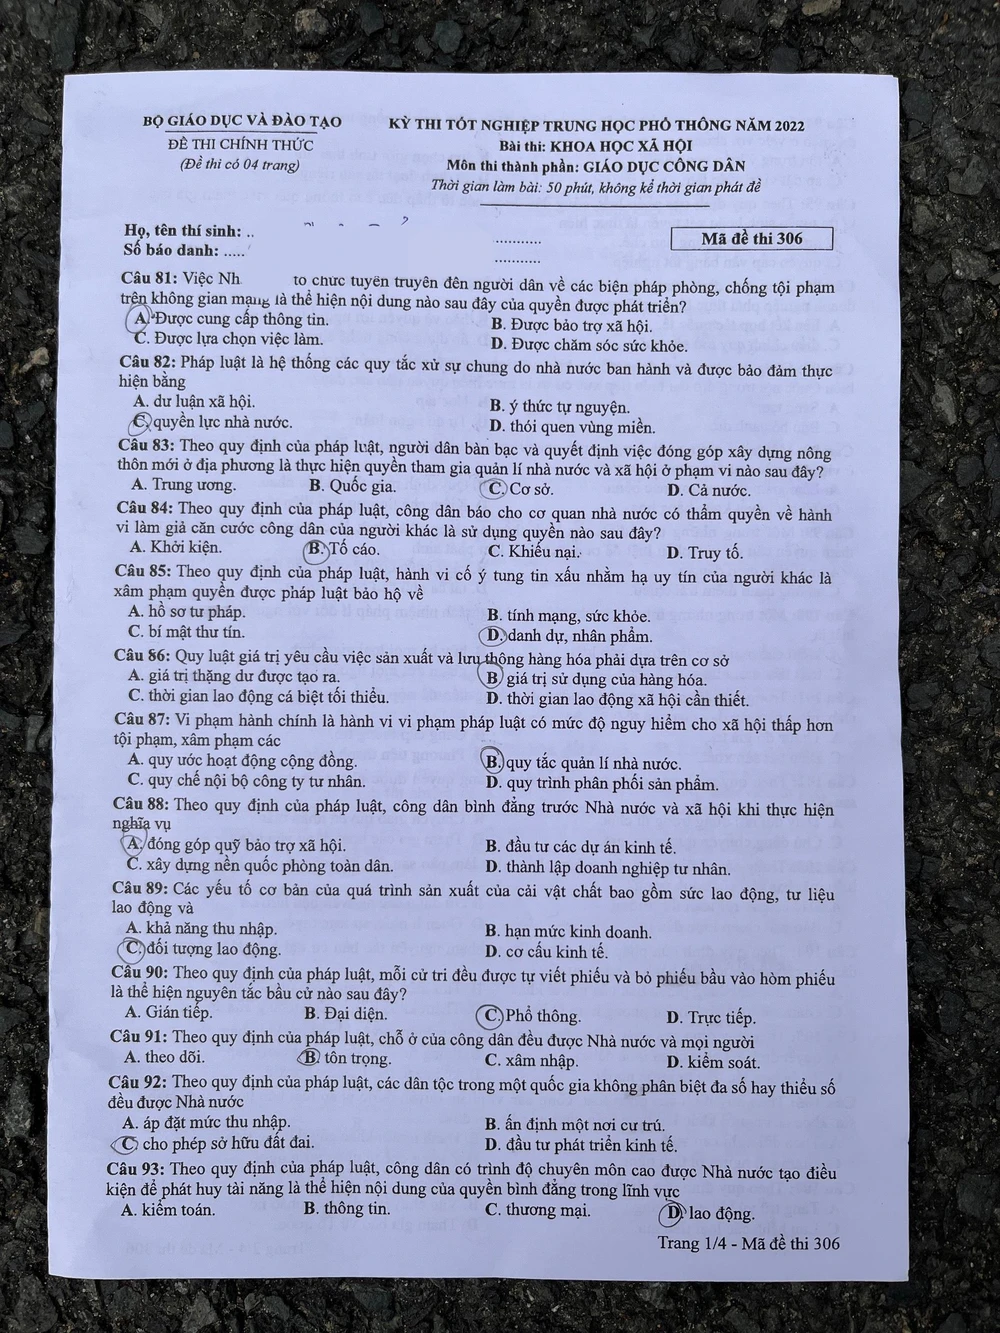 BỘ GIÁO DỤC VÀ ĐÀO TẠO
ĐỀ THI CHÍNH THỨC
(Đề thi có 04 trang)
KỲ THI TỐT NGHIỆP TRUNG HỌC PHỔ THÔNG NĂM 2022
Bài thi: KHOA HỌC XÃ HỘI
Môn thi thành phần: GIÁO DỤC CÔNG DÂN
Thời gian làm bài: 50 phút, không kể thời gian phát đề
Họ, tên thí sinh: .. ...........
Số báo danh: ..... ...........
Mã đề thi 306
Câu 81: Việc Nh to chức tuyên truyền đến người dân về các biện pháp phòng, chống tội phạm
trên không gian mạng là thể hiện nội dung nào sau đây của quyền được phát triển?
A. Được cung cấp thông tin. B. Được bảo trợ xã hội.
C. Được lựa chọn việc làm. D. Được chăm sóc sức khỏe.
Câu 82: Pháp luật là hệ thống các quy tắc xử sự chung do nhà nước ban hành và được bảo đảm thực
hiện bằng
A. dư luận xã hội. B. ý thức tự nguyện.
C. quyền lực nhà nước. D. thói quen vùng miền.
Câu 83: Theo quy định của pháp luật, người dân bàn bạc và quyết định việc đóng góp xây dựng nông
thôn mới ở địa phương là thực hiện quyền tham gia quản lí nhà nước và xã hội ở phạm vi nào sau đây?
A. Trung ương. B. Quốc gia. C. Cơ sở. D. Cả nước.
Câu 84: Theo quy định của pháp luật, công dân báo cho cơ quan nhà nước có thẩm quyền về hành
vi làm giả căn cước công dân của người khác là sử dụng quyền nào sau đây?
A. Khởi kiện. B. Tố cáo. C. Khiếu nại. D. Truy tố.
Câu 85: Theo quy định của pháp luật, hành vi cố ý tung tin xấu nhằm hạ uy tín của người khác là
xâm phạm quyền được pháp luật bảo hộ về
A. hồ sơ tư pháp. B. tính mạng, sức khỏe.
C. bí mật thư tín. D. danh dự, nhân phẩm.
Câu 86: Quy luật giá trị yêu cầu việc sản xuất và lưu thông hàng hóa phải dựa trên cơ sở
A. giá trị thặng dư được tạo ra. B. giá trị sử dụng của hàng hóa.
C. thời gian lao động cá biệt tối thiểu. D. thời gian lao động xã hội cần thiết.
Câu 87: Vi phạm hành chính là hành vi vi phạm pháp luật có mức độ nguy hiểm cho xã hội thấp hơn
tội phạm, xâm phạm các
A. quy ước hoạt động cộng đồng. B. quy tắc quản lí nhà nước.
C. quy chế nội bộ công ty tư nhân. D. quy trình phân phối sản phẩm.
Câu 88: Theo quy định của pháp luật, công dân bình đẳng trước Nhà nước và xã hội khi thực hiện
nghĩa vụ
A. đóng góp quỹ bảo trợ xã hội. B. đầu tư các dự án kinh tế.
C. xây dựng nền quốc phòng toàn dân. D. thành lập doanh nghiệp tư nhân.
Câu 89: Các yếu tố cơ bản của quá trình sản xuất của cải vật chất bao gồm sức lao động, tư liệu
lao động và
A. khả năng thu nhập. B. hạn mức kinh doanh.
C. đối tượng lao động. D. cơ cấu kinh tế.
Câu 90: Theo quy định của pháp luật, mỗi cử tri đều được tự viết phiếu và bỏ phiếu bầu vào hòm phiếu
là thể hiện nguyên tắc bầu cử nào sau đây?
A. Gián tiếp. B. Đại diện. C. Phổ thông. D. Trực tiếp.
Câu 91: Theo quy định của pháp luật, chỗ ở của công dân đều được Nhà nước và mọi người
A. theo dõi. B. tôn trọng. C. xâm nhập. D. kiểm soát.
Câu 92: Theo quy định của pháp luật, các dân tộc trong một quốc gia không phân biệt đa số hay thiểu số
đều được Nhà nước
A. áp đặt mức thu nhập. B. ấn định một nơi cư trú.
C. cho phép sở hữu đất đai. D. đầu tư phát triển kinh tế.
Câu 93: Theo quy định của pháp luật, công dân có trình độ chuyên môn cao được Nhà nước tạo điều
kiện để phát huy tài năng là thể hiện nội dung của quyền bình đẳng trong lĩnh vực
A. kiểm toán. B. thông tin. C. thương mại. D. lao động.
Trang 1/4 - Mã đề thi 306